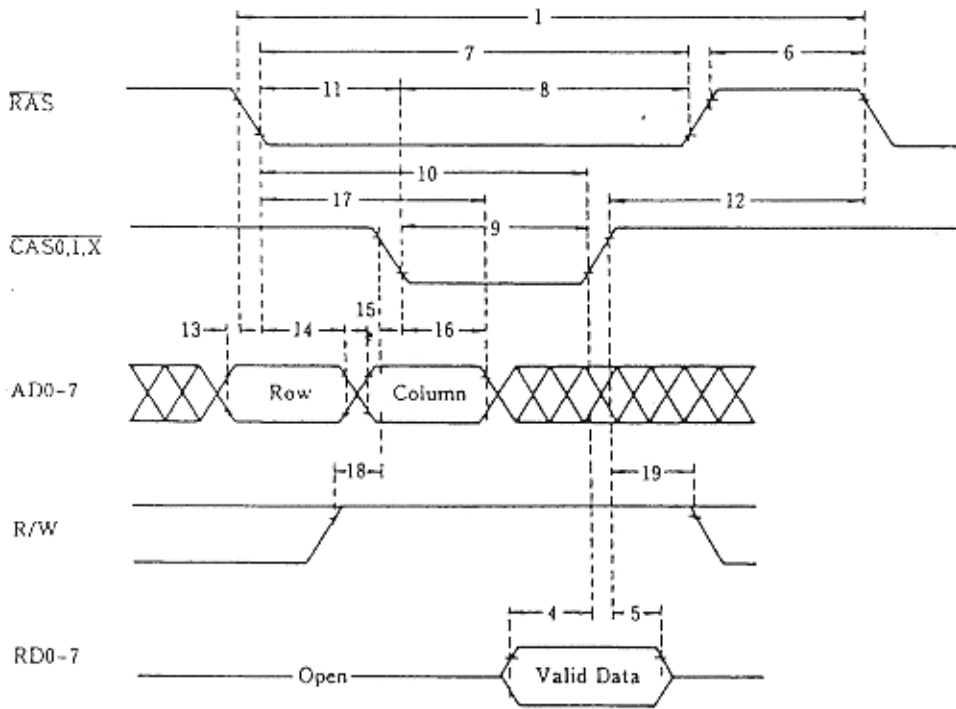 1
7
6
11
8
RAS
10
17
12
9
CAS0,1,X
15
13
14
16
AD0-7
Row
Column
18
19
R/W
4
5
RD0-7
Open
Valid Data